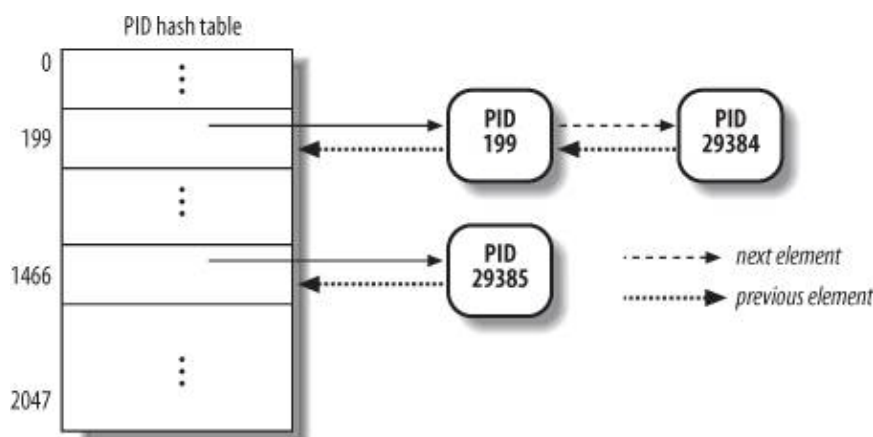 PID hash table
0
199
PID
199
PID
29384
1466
PID
29385
next element
previous element
2047